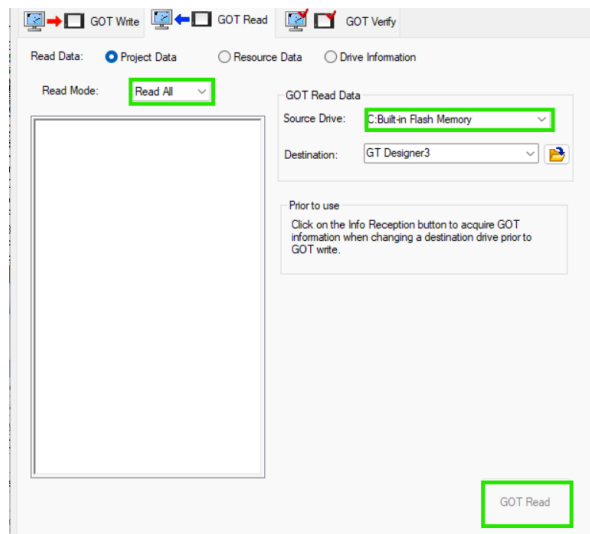 GOT Write GOT Read GOT Verify
Read Data: Project Data Resource Data Drive Information
Read Mode: Read All
GOT Read Data
Source Drive: C:Built-in Flash Memory
Destination: GT Designer3
Prior to use
Click on the Info Reception button to acquire GOT
information when changing a destination drive prior to
GOT write.
GOT Read